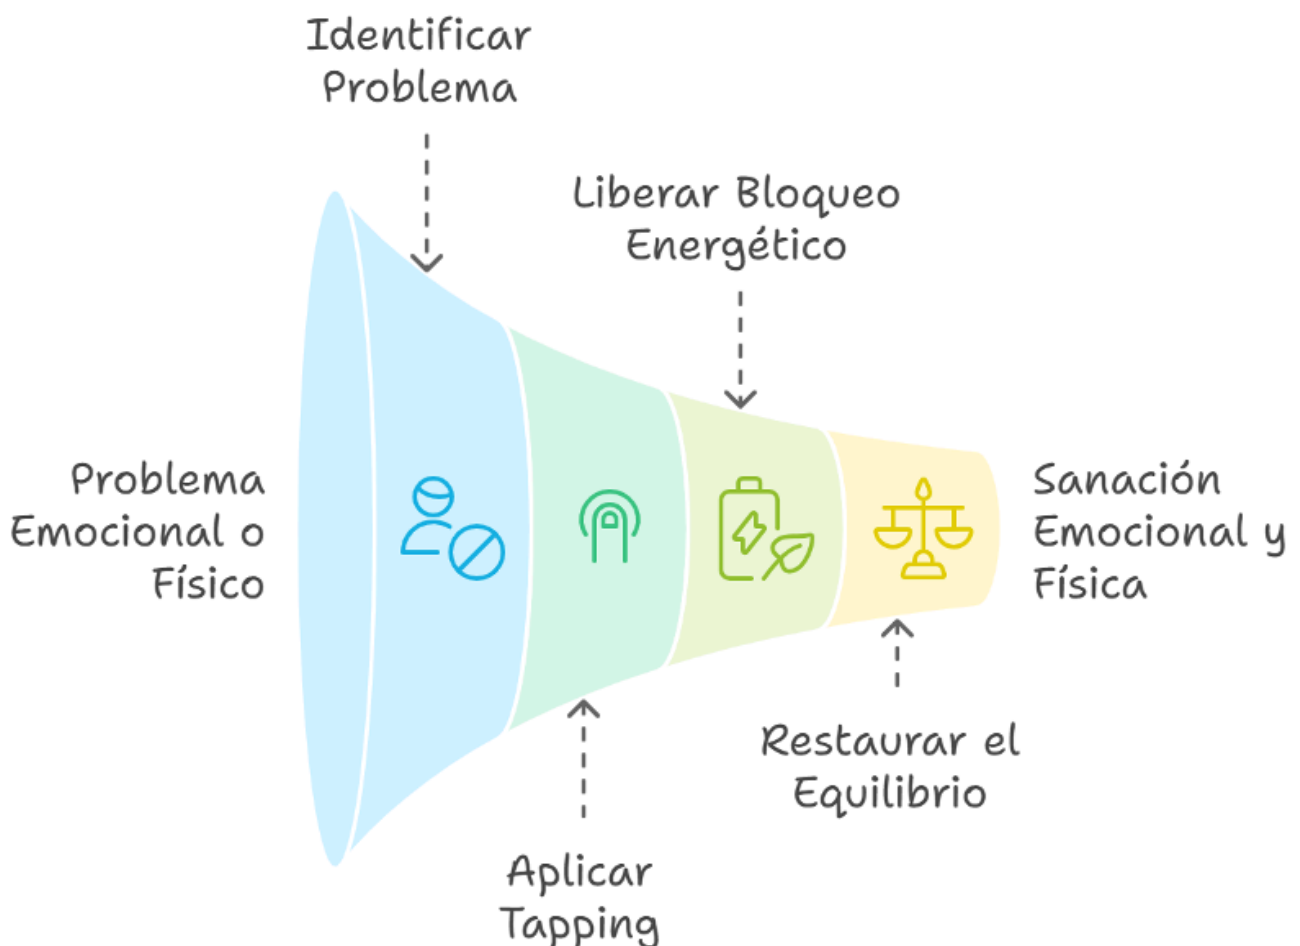 Identificar
Problema
Liberar Bloqueo
Energético
Problema
Emocional o
Físico
Sanación
Emocional y
Física
Restaurar el
Equilibrio
Aplicar
Tapping